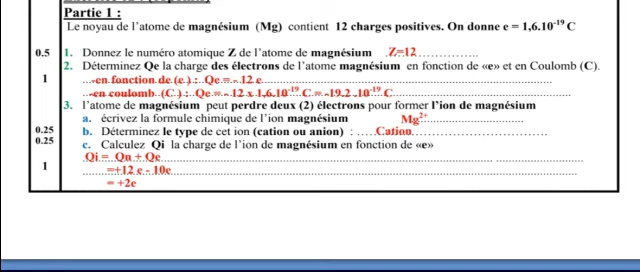 Partie 1 :
Le noyau de l'atome de magnésium (Mg) contient 12 charges positives. On donne e = 1,6.10⁻¹⁹ C
0.5 1. Donnez le numéro atomique Z de l'atome de magnésium .Z=12
2. Déterminez Qe la charge des électrons de l'atome magnésium en fonction de «e» et en Coulomb (C).
1 -en fonction de (e ) : Qe = - 12 e
-en coulomb (C ) : Qe = - 12 x 1,6.10⁻¹⁹ C = -19.2 .10⁻¹⁹ C
3. l'atome de magnésium peut perdre deux (2) électrons pour former l'ion de magnésium
a. écrivez la formule chimique de l'ion magnésium Mg²⁺
0.25 b. Déterminez le type de cet ion (cation ou anion) : Cation
0.25 c. Calculez Qi la charge de l'ion de magnésium en fonction de «e»
Qi = Qn + Qe
1 =+12 e - 10e
= +2e